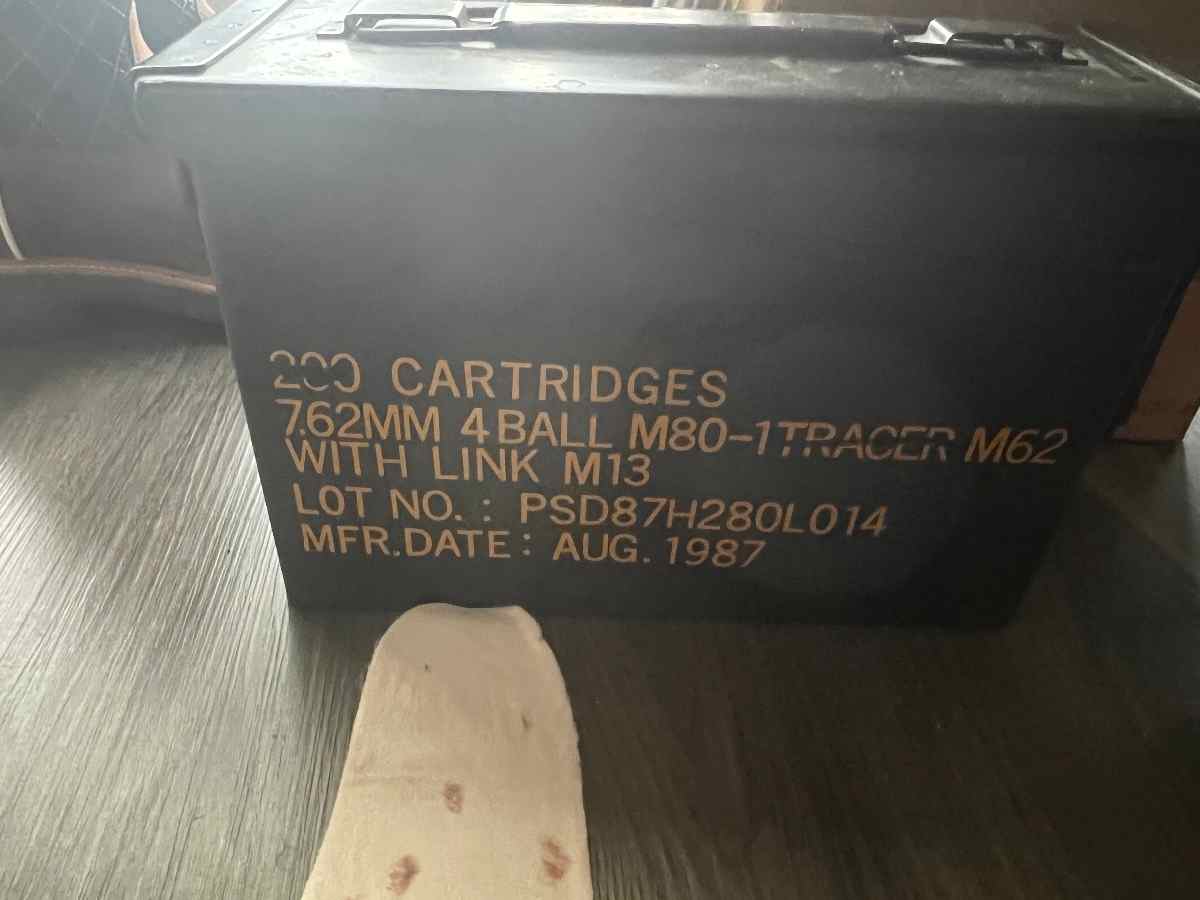 200 CARTRIDGES
7.62MM 4 BALL M80-1 TRACER M62
WITH LINK M13
LOT NO. : PSD87H280L014
MFR. DATE : AUG. 1987